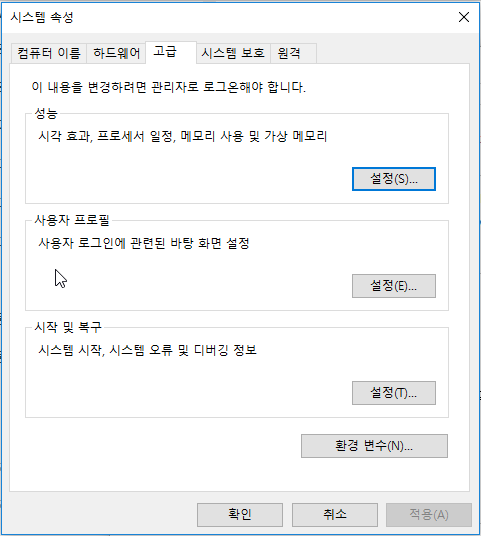 시스템 속성
컴퓨터 이름 하드웨어 고급 시스템 보호 원격
이 내용을 변경하려면 관리자로 로그온해야 합니다.
성능
시각 효과, 프로세서 일정, 메모리 사용 및 가상 메모리
설정(S)...
사용자 프로필
사용자 로그인에 관련된 바탕 화면 설정
설정(E)...
시작 및 복구
시스템 시작, 시스템 오류 및 디버깅 정보
설정(T)...
환경 변수(N)...
확인 취소 적용(A)